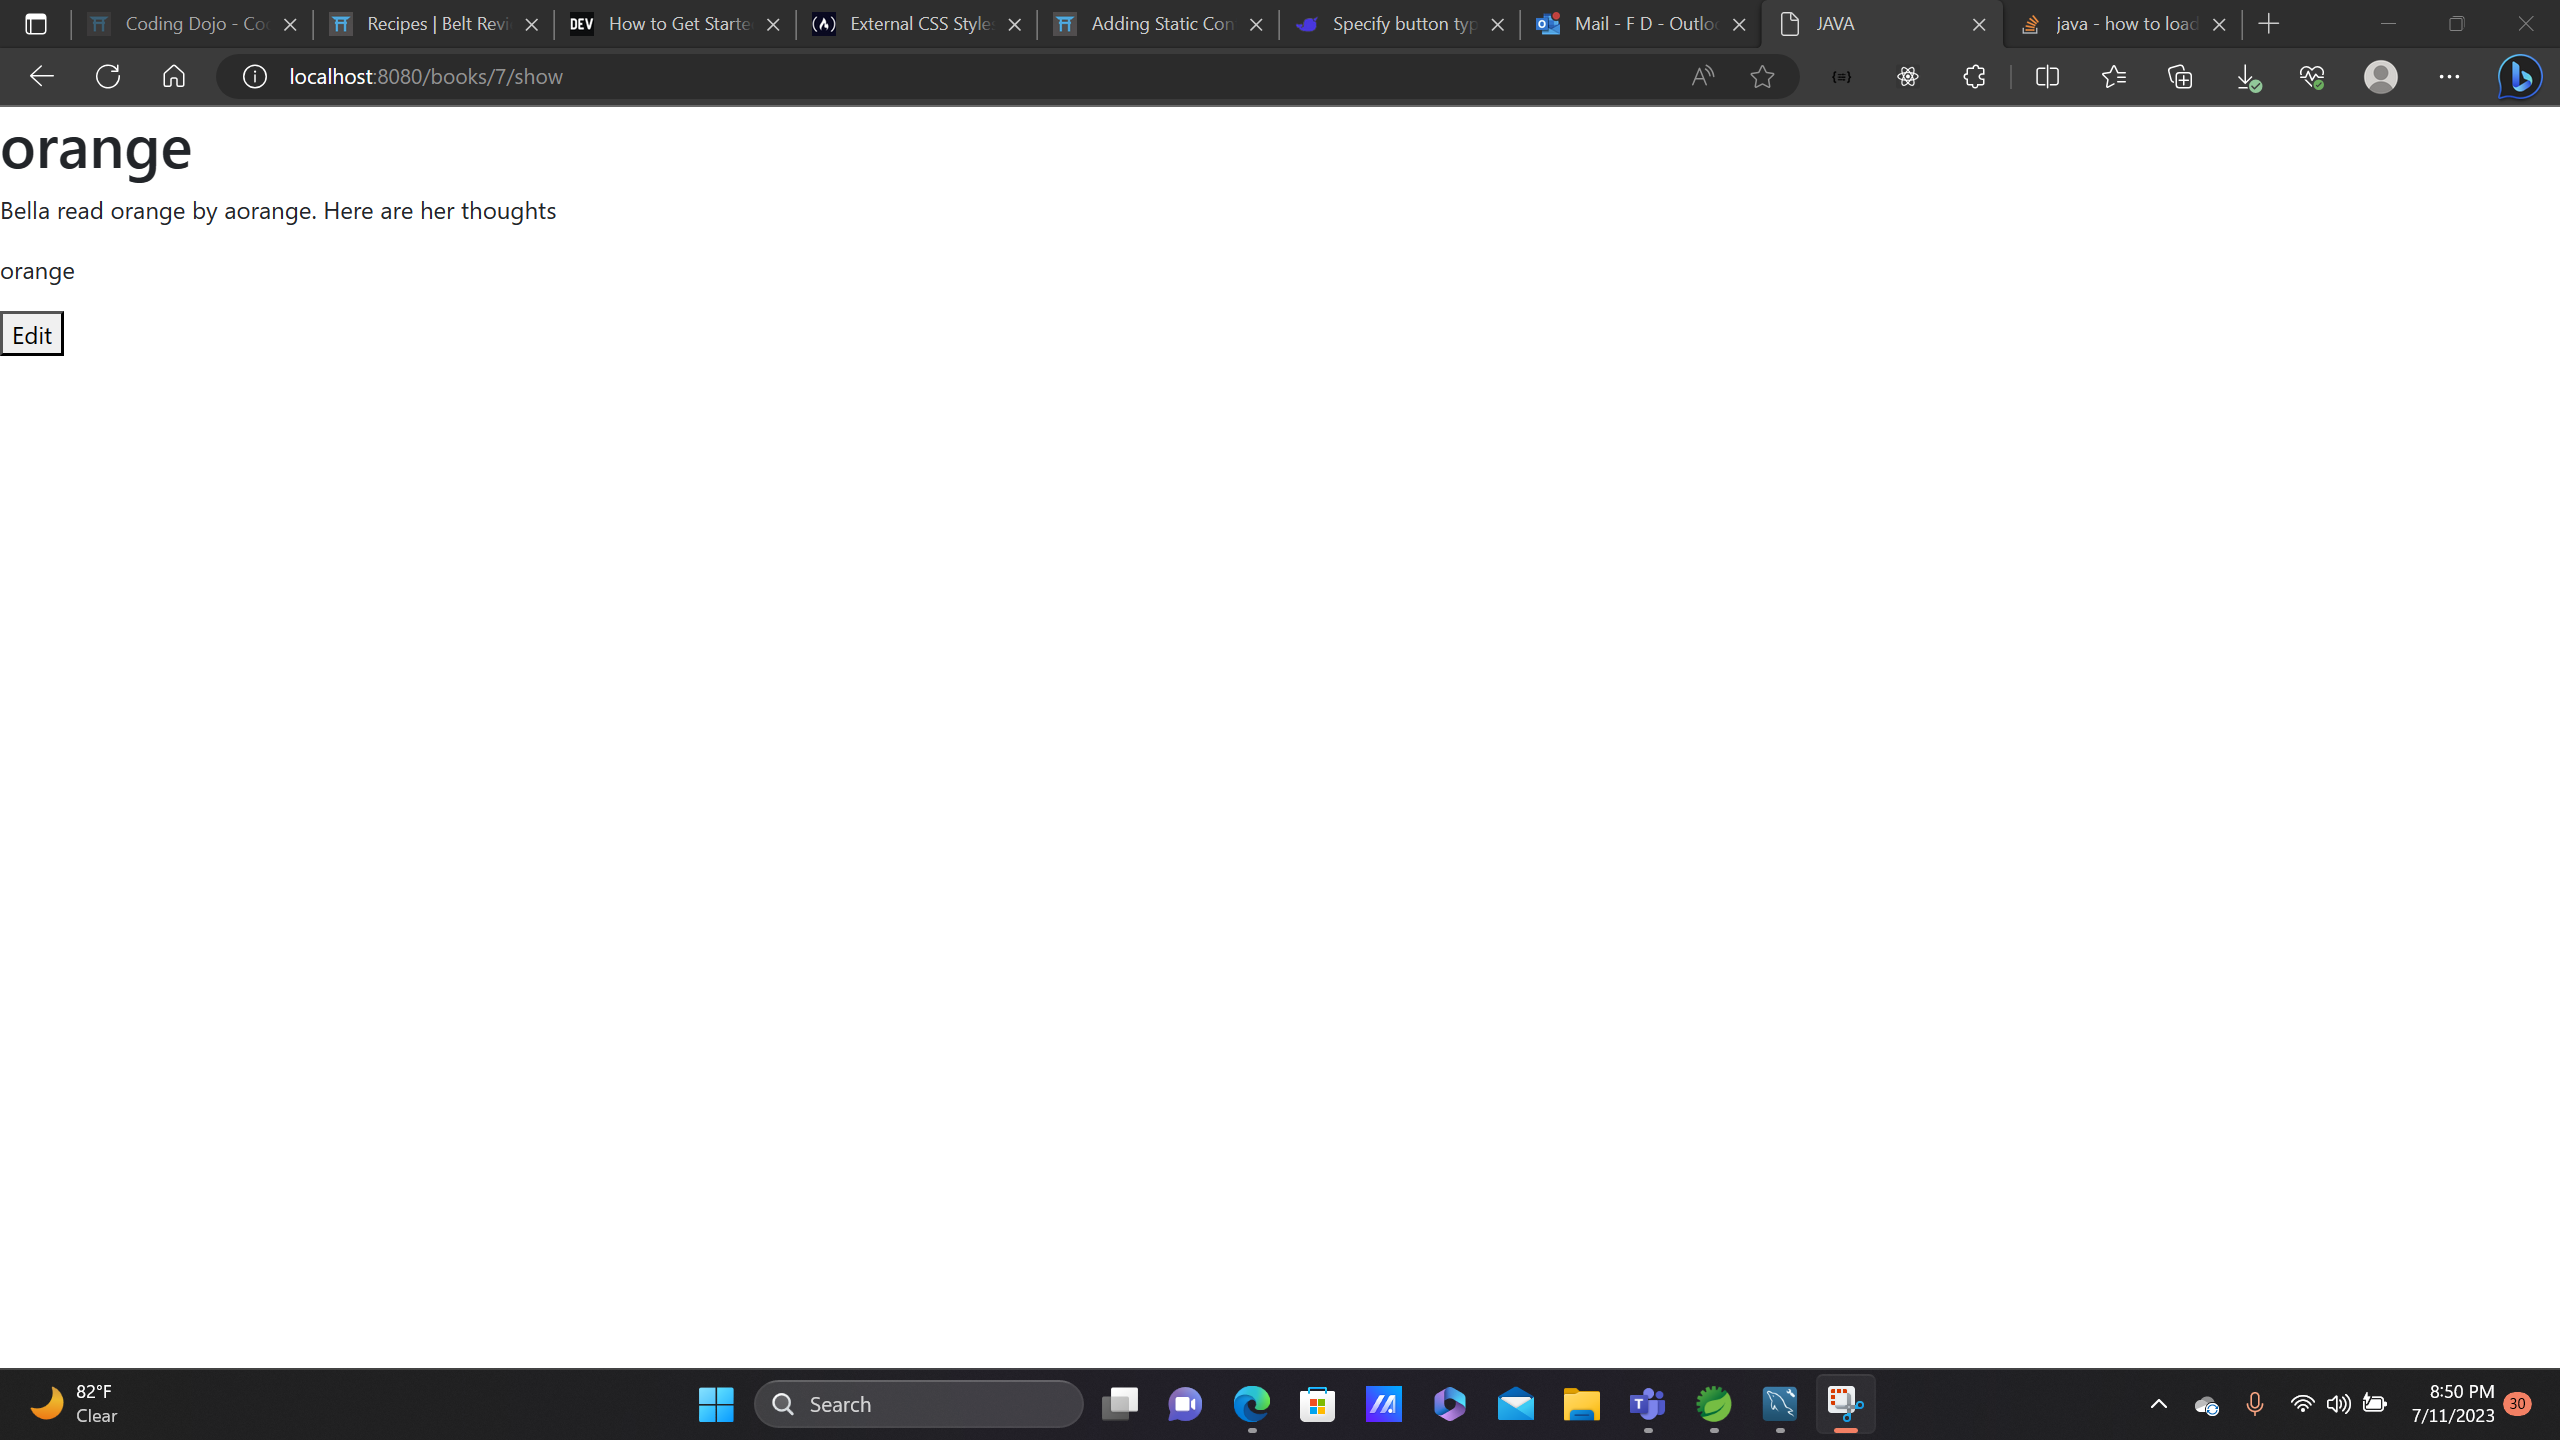 Coding Dojo - Co
Recipes | Belt Revi
DEV
How to Get Starte
External CSS Style
Adding Static Con
Specify button typ
Mail - F D - Outloo
JAVA
java - how to load
localhost:8080/books/7/show
orange
Bella read orange by aorange. Here are her thoughts
orange
Edit
82°F
Clear
Search
8:50 PM
7/11/2023
30